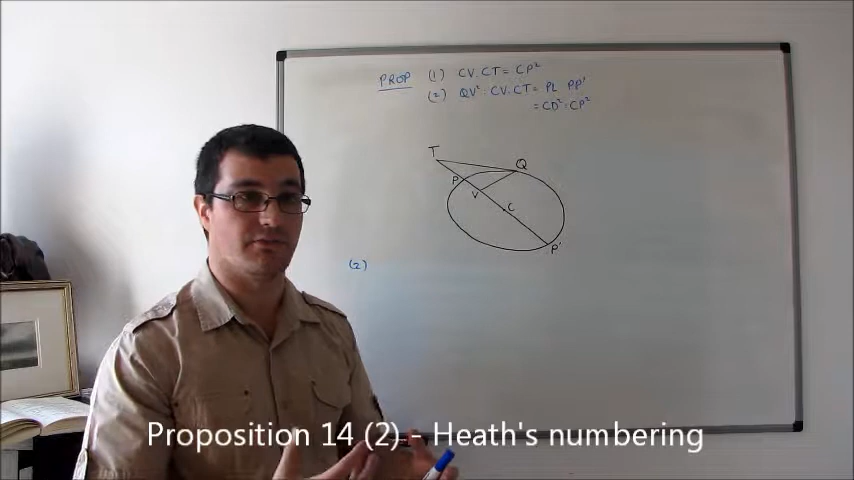 PROP (1) CV.CT = CP²
(2) QV² : CV.CT = PL PP'
= CD² : CP²
T
Q
P
V
C
P'
(2)
Proposition 14 (2) - Heath's numbering